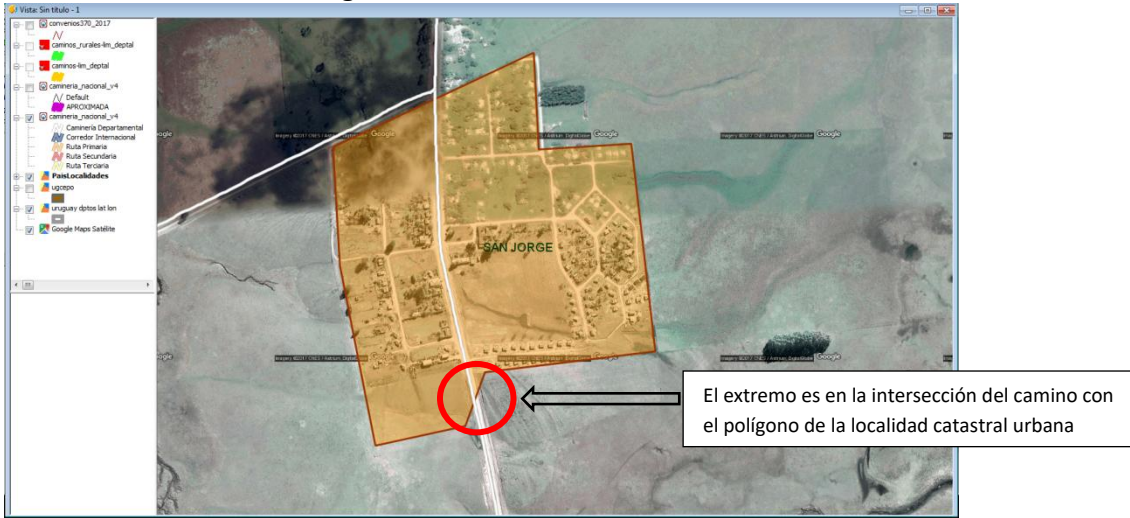 Vista: Sin título - 1
convenios370_2017
caminos_rurales-lim_deptal
caminos-lim_deptal
camineria_nacional_v4
Default
APROXIMADA
camineria_nacional_v4
Caminería Departamental
Corredor Internacional
Ruta Primaria
Ruta Secundaria
Ruta Terciaria
PaisLocalidades
ugcepo
uruguay dptos lat lon
Google Maps Satélite
SAN JORGE
El extremo es en la intersección del camino con
el polígono de la localidad catastral urbana